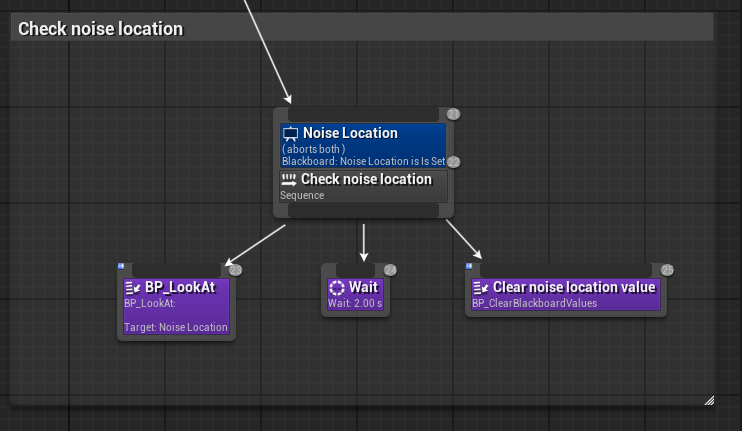 Check noise location
21
Noise Location
( aborts both )
Blackboard: Noise Location is Is Set
22
Check noise location
Sequence
23
BP_LookAt
BP_LookAt:
Target: Noise Location
24
Wait
Wait: 2.00 s
25
Clear noise location value
BP_ClearBlackboardValues